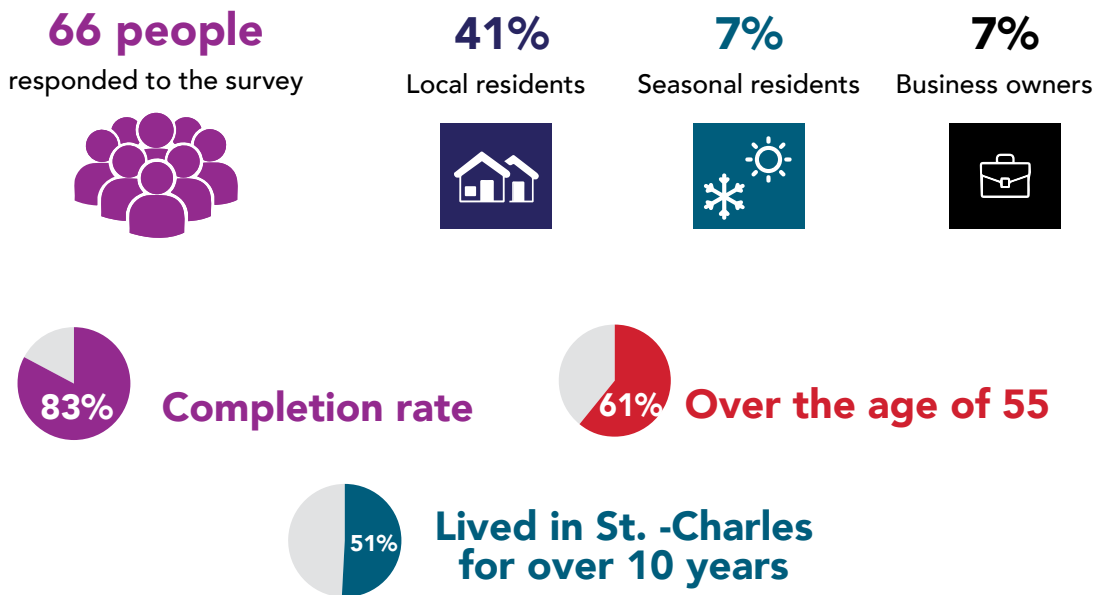 66 people
responded to the survey
41%
Local residents
7%
Seasonal residents
7%
Business owners
83%
Completion rate
61%
Over the age of 55
51%
Lived in St. -Charles
for over 10 years